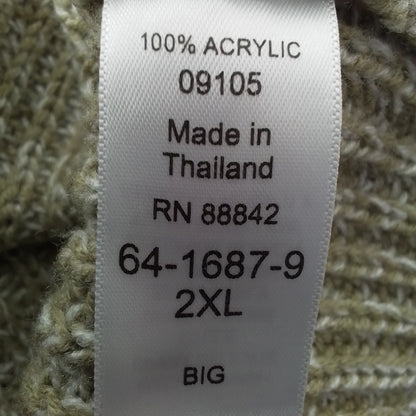 100% ACRYLIC
09105
Made in
Thailand
RN 88842
64-1687-9
2XL
BIG